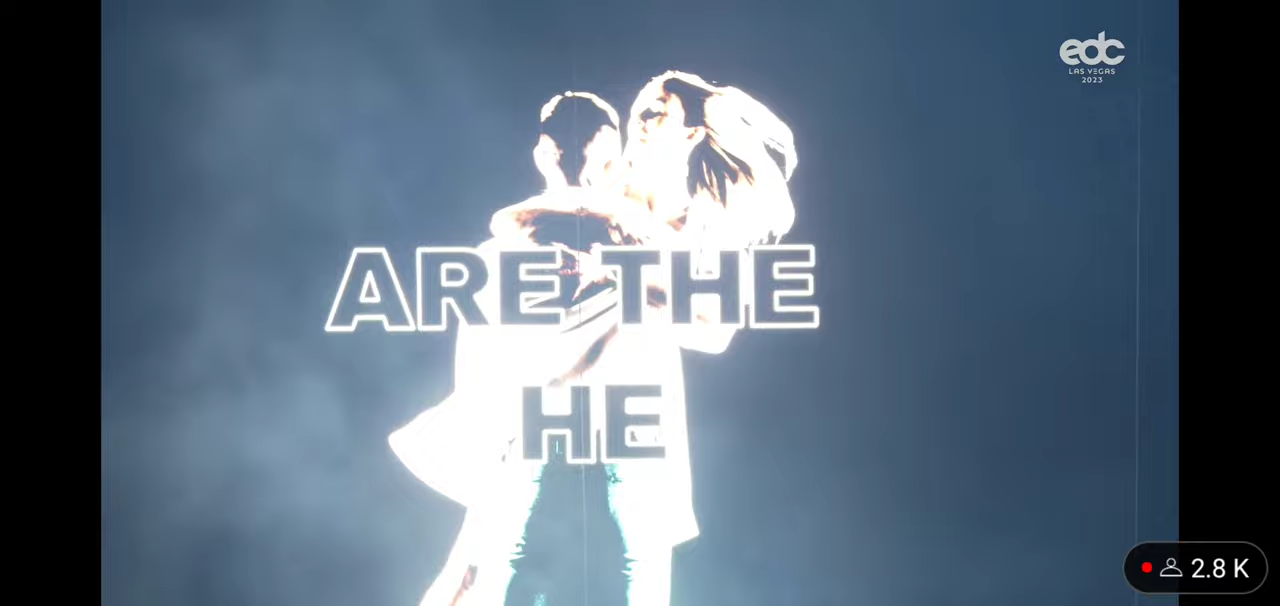 edc
LAS VEGAS
2023
ARE THE
HE
2.8 K